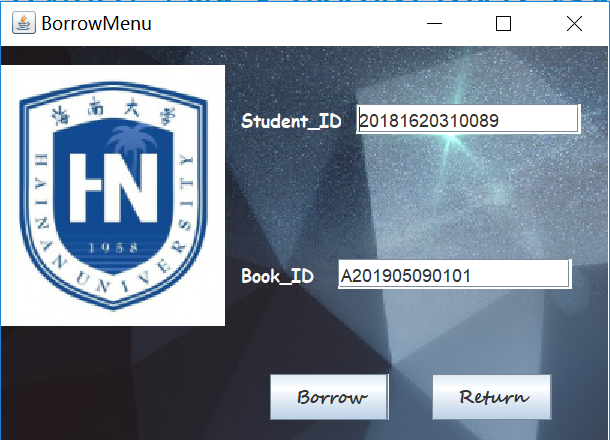 BorrowMenu
海南大学
HN
1958
HAINAN UNIVERSITY
Student_ID 20181620310089
Book_ID A201905090101
Borrow Return